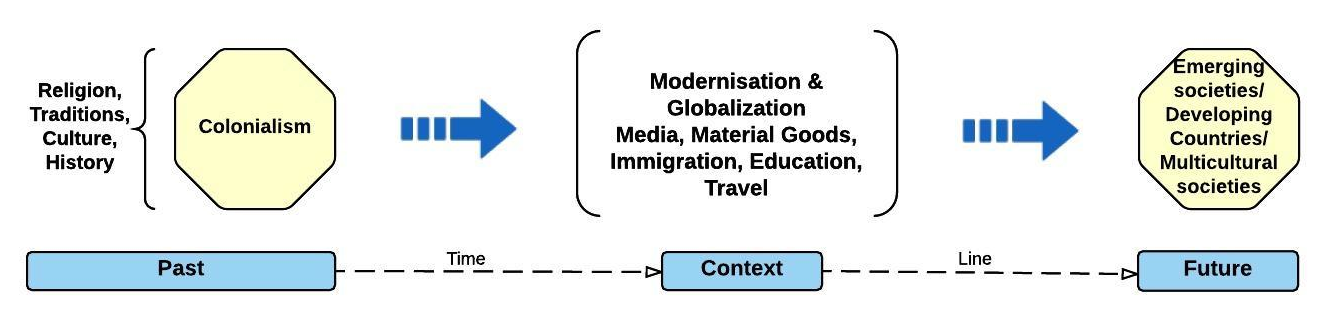 Religion,
Traditions,
Culture,
History
Colonialism
Modernisation &
Globalization
Media, Material Goods,
Immigration, Education,
Travel
Emerging
societies/
Developing
Countries/
Multicultural
societies
Past
Time
Context
Line
Future